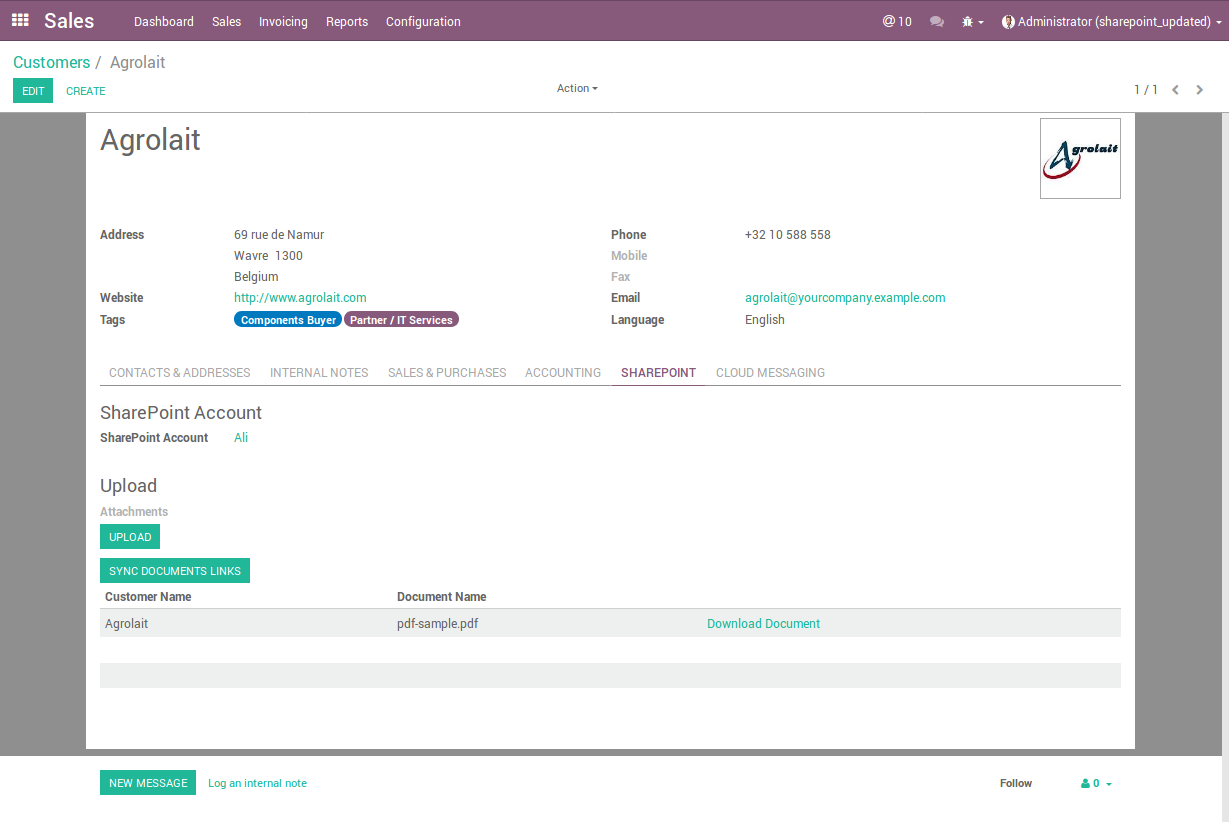 Sales Dashboard Sales Invoicing Reports Configuration @ 10 Administrator (sharepoint_updated)
Customers / Agrolait
EDIT CREATE Action 1 / 1
Agrolait
Agrolait
Address 69 rue de Namur Phone +32 10 588 558
Wavre 1300 Mobile
Belgium Fax
Website http://www.agrolait.com Email agrolait@yourcompany.example.com
Tags Components Buyer Partner / IT Services Language English
CONTACTS & ADDRESSES INTERNAL NOTES SALES & PURCHASES ACCOUNTING SHAREPOINT CLOUD MESSAGING
SharePoint Account
SharePoint Account Ali
Upload
Attachments
UPLOAD
SYNC DOCUMENTS LINKS
Customer Name Document Name
Agrolait pdf-sample.pdf Download Document
NEW MESSAGE Log an internal note Follow 0